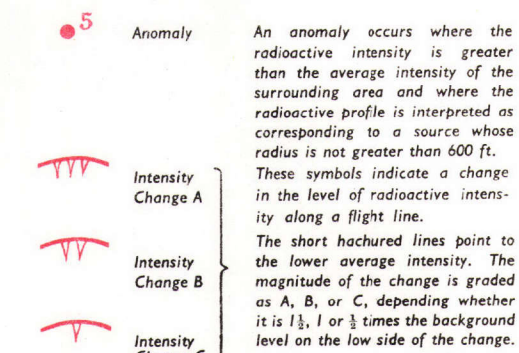 5
Anomaly
An anomaly occurs where the
radioactive intensity is greater
than the average intensity of the
surrounding area and where the
radioactive profile is interpreted as
corresponding to a source whose
radius is not greater than 600 ft.
Intensity
Change A
These symbols indicate a change
in the level of radioactive intens-
ity along a flight line.
Intensity
Change B
The short hachured lines point to
the lower average intensity. The
magnitude of the change is graded
as A, B, or C, depending whether
it is 1½, 1 or ½ times the background
level on the low side of the change.
Intensity
Change C